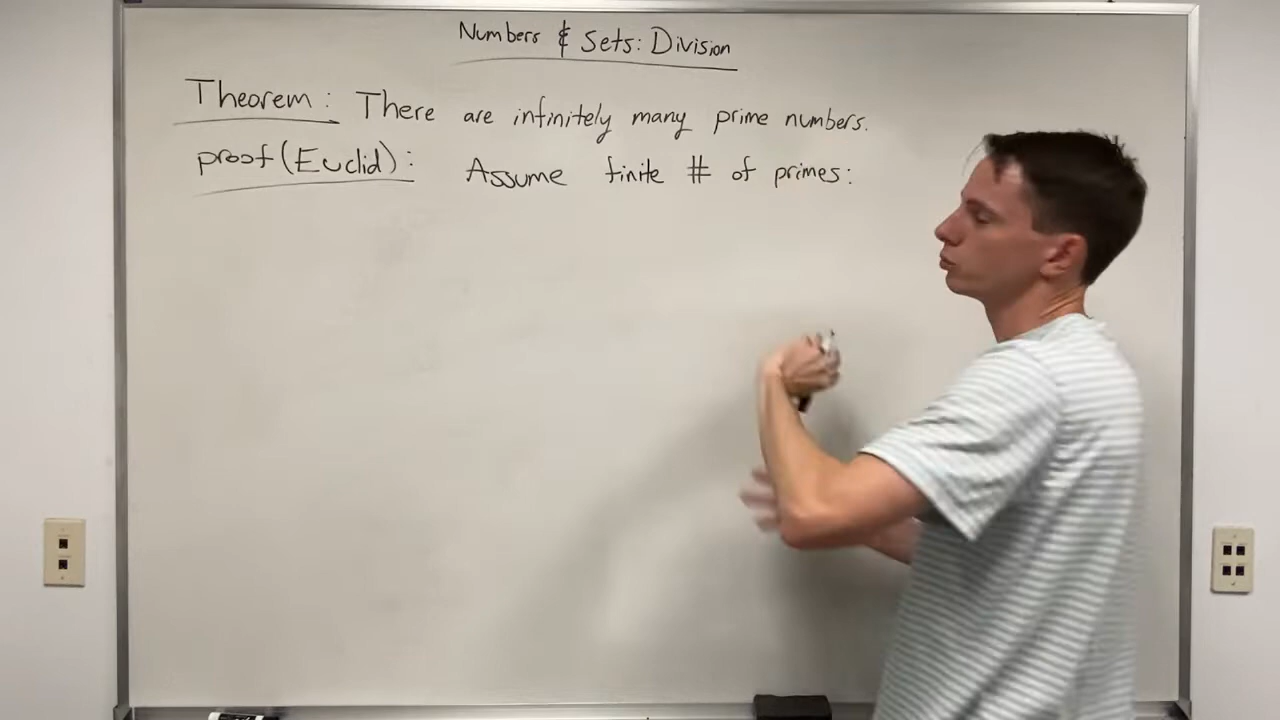 Numbers & Sets: Division
Theorem: There are infinitely many prime numbers.
proof (Euclid): Assume finite # of primes: